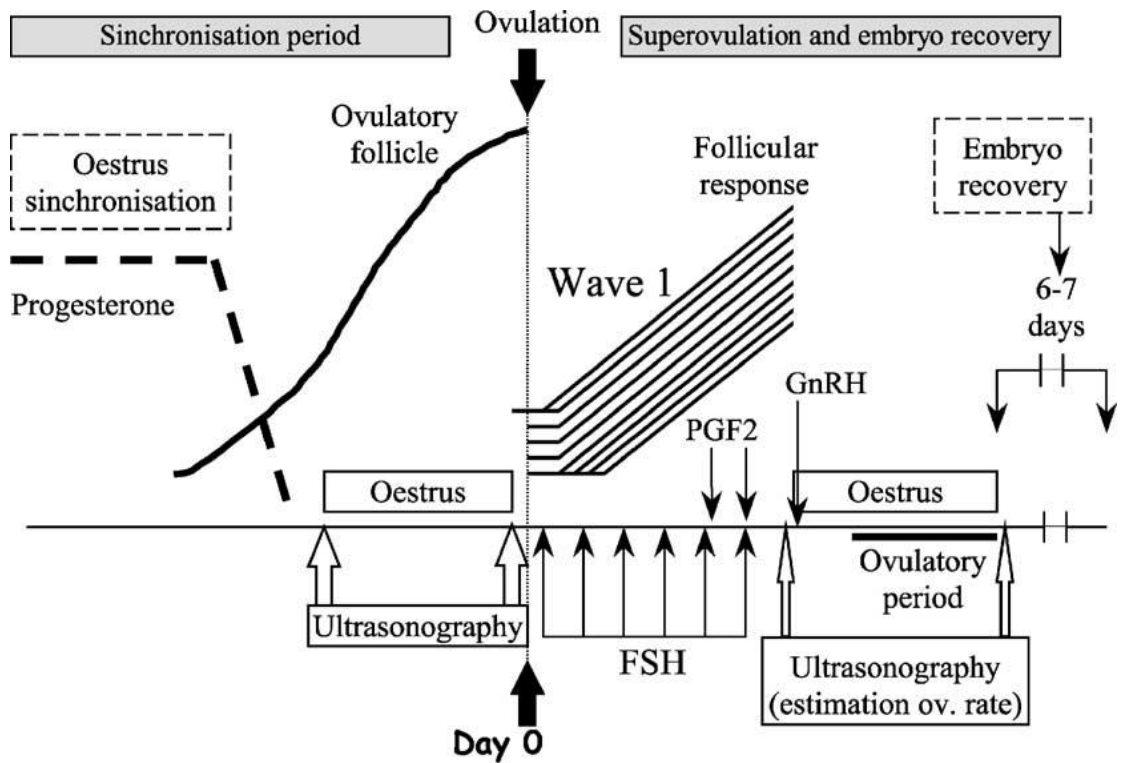 Sinchronisation period
Ovulation
Superovulation and embryo recovery
Ovulatory
follicle
Oestrus
sinchronisation
Follicular
response
Embryo
recovery
Progesterone
Wave 1
6-7
days
GnRH
PGF2
Oestrus
Oestrus
Ovulatory
period
Ultrasonography
FSH
Ultrasonography
(estimation ov. rate)
Day 0